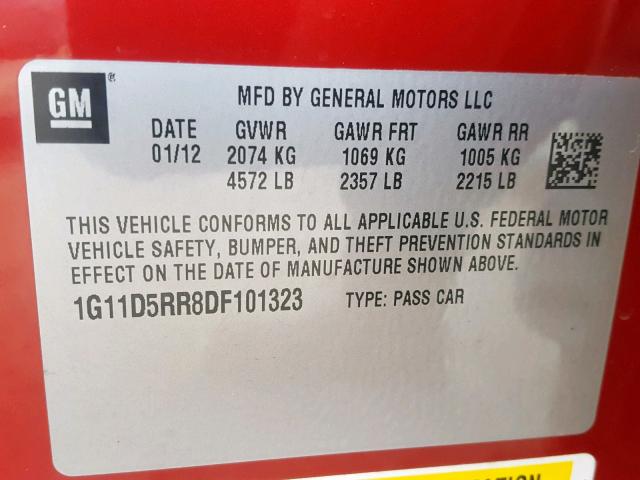 GM®
MFD BY GENERAL MOTORS LLC
DATE GVWR GAWR FRT GAWR RR
01/12 2074 KG 1069 KG 1005 KG
4572 LB 2357 LB 2215 LB
THIS VEHICLE CONFORMS TO ALL APPLICABLE U.S. FEDERAL MOTOR
VEHICLE SAFETY, BUMPER, AND THEFT PREVENTION STANDARDS IN
EFFECT ON THE DATE OF MANUFACTURE SHOWN ABOVE.
1G11D5RR8DF101323 TYPE: PASS CAR